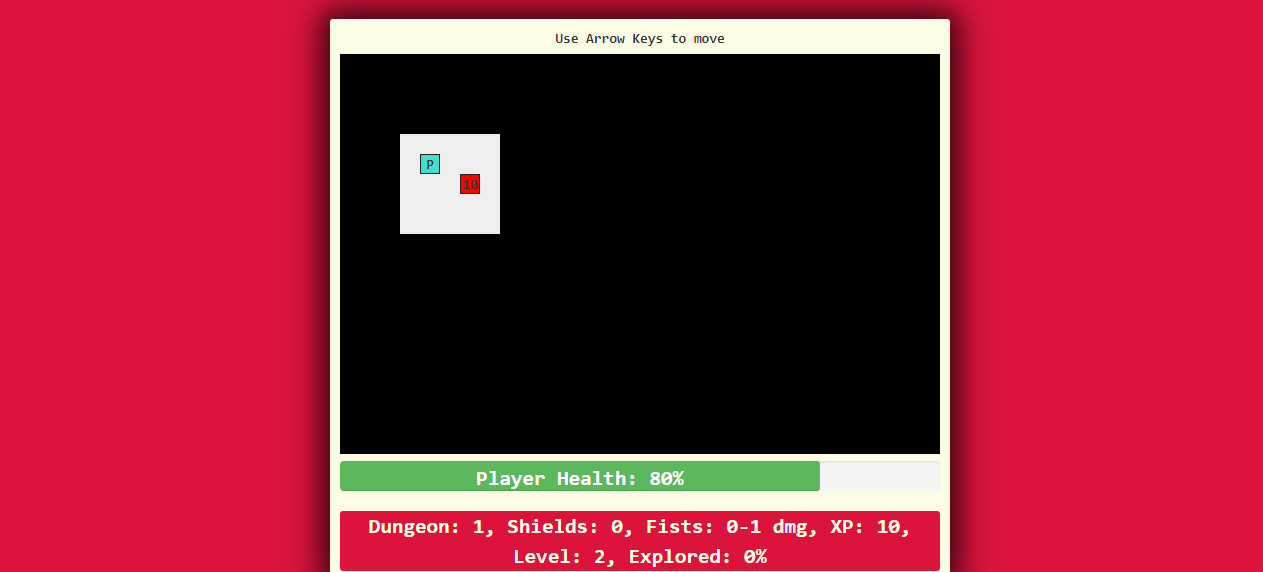 Use Arrow Keys to move
P
10
Player Health: 80%
Dungeon: 1, Shields: 0, Fists: 0-1 dmg, XP: 10,
Level: 2, Explored: 0%